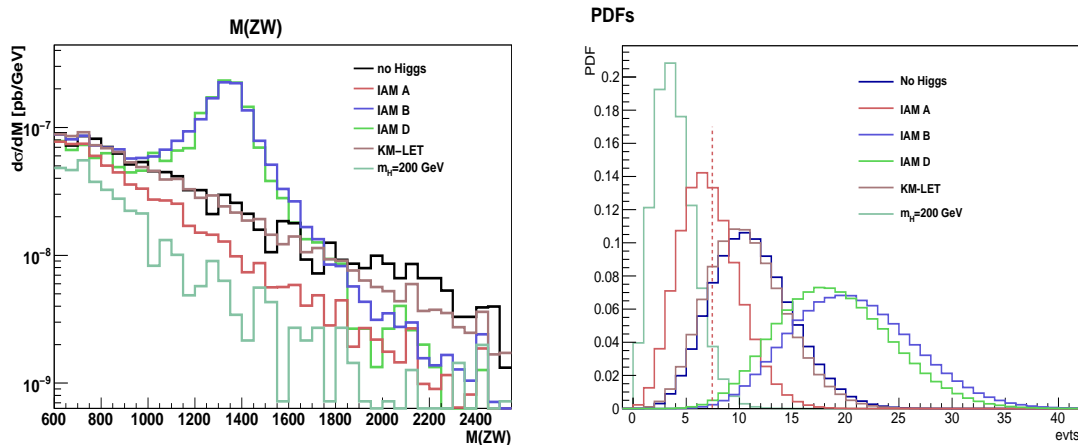 M(ZW)
dσ/dM [pb/GeV]
10⁻⁷
10⁻⁸
10⁻⁹
no Higgs
IAM A
IAM B
IAM D
KM–LET
m_H=200 GeV
600 800 1000 1200 1400 1600 1800 2000 2200 2400
M(ZW)
PDFs
PDF
0.2
0.18
0.16
0.14
0.12
0.1
0.08
0.06
0.04
0.02
0
No Higgs
IAM A
IAM B
IAM D
KM-LET
m_H=200 GeV
0 5 10 15 20 25 30 35 40
evts